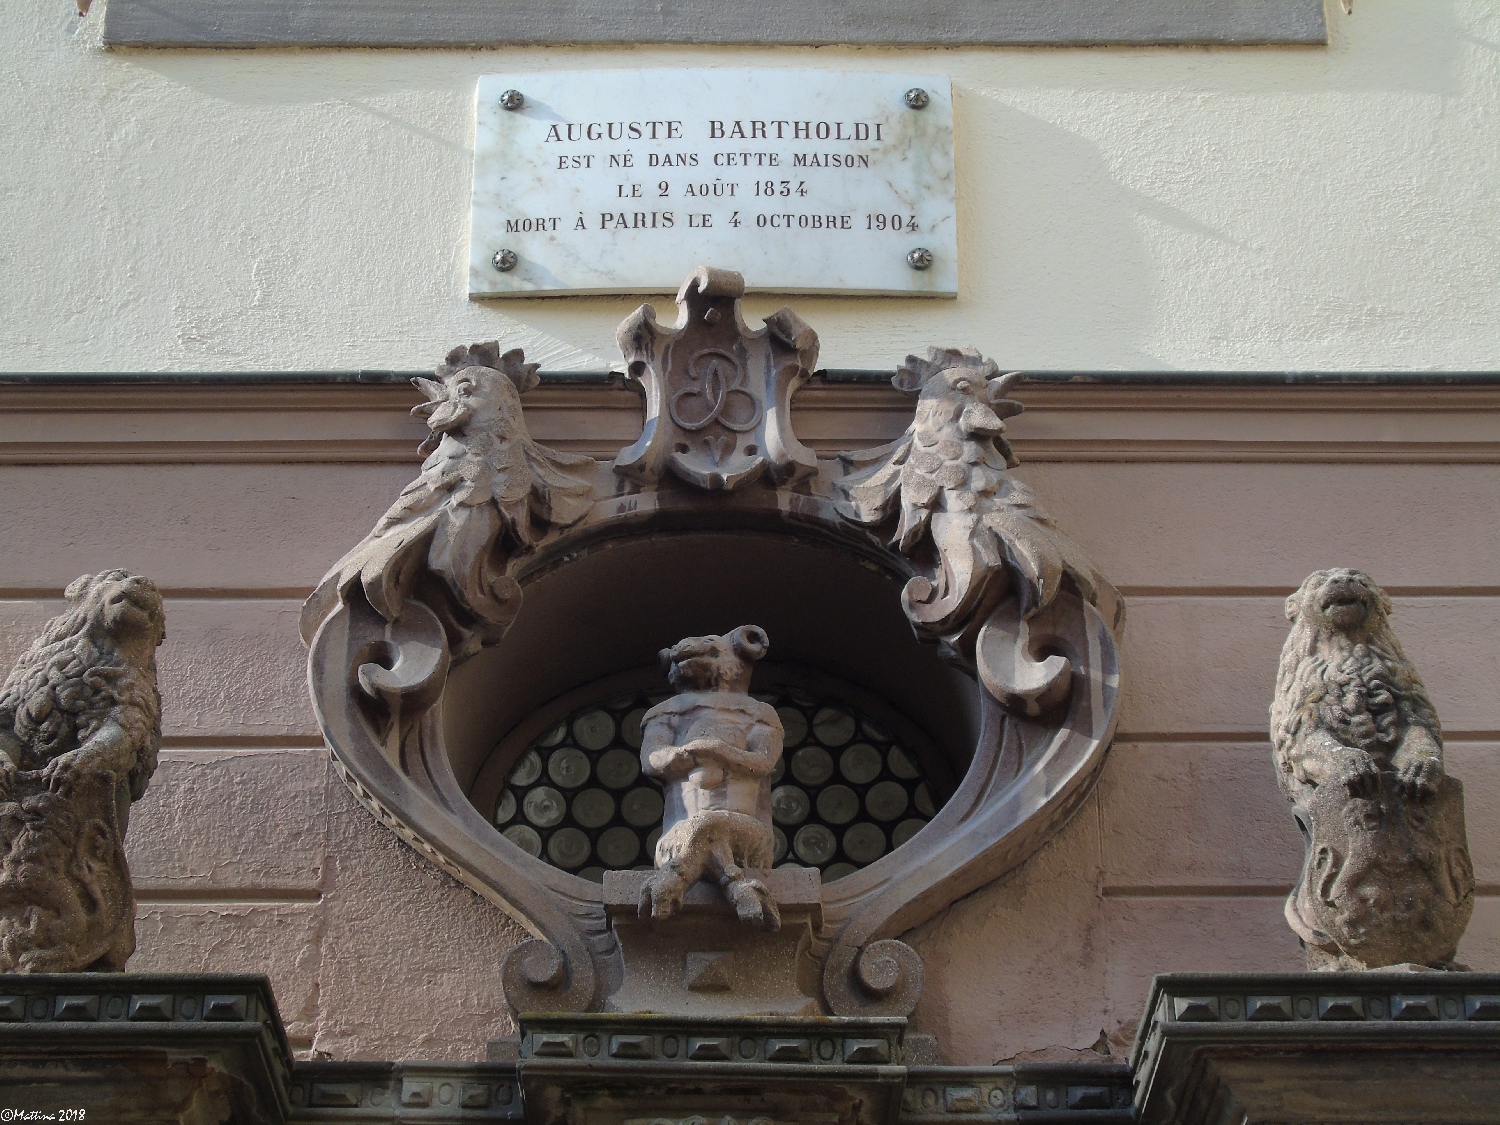 AUGUSTE BARTHOLDI
EST NÉ DANS CETTE MAISON
LE 2 AOÛT 1834
MORT À PARIS LE 4 OCTOBRE 1904
©Mattina 2018